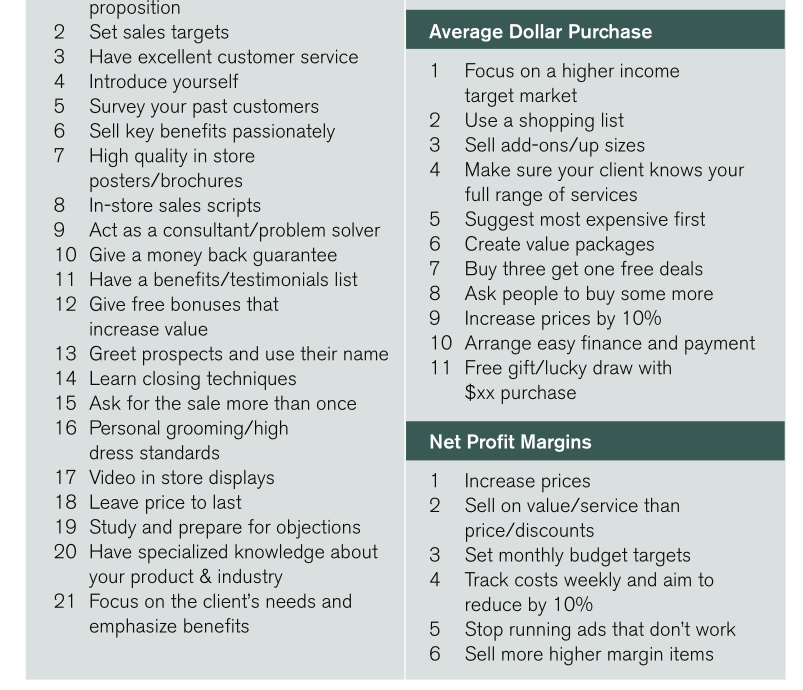 proposition
2 Set sales targets
3 Have excellent customer service
4 Introduce yourself
5 Survey your past customers
6 Sell key benefits passionately
7 High quality in store
posters/brochures
8 In-store sales scripts
9 Act as a consultant/problem solver
10 Give a money back guarantee
11 Have a benefits/testimonials list
12 Give free bonuses that
increase value
13 Greet prospects and use their name
14 Learn closing techniques
15 Ask for the sale more than once
16 Personal grooming/high
dress standards
17 Video in store displays
18 Leave price to last
19 Study and prepare for objections
20 Have specialized knowledge about
your product & industry
21 Focus on the client’s needs and
emphasize benefits
Average Dollar Purchase
1 Focus on a higher income
target market
2 Use a shopping list
3 Sell add-ons/up sizes
4 Make sure your client knows your
full range of services
5 Suggest most expensive first
6 Create value packages
7 Buy three get one free deals
8 Ask people to buy some more
9 Increase prices by 10%
10 Arrange easy finance and payment
11 Free gift/lucky draw with
$xx purchase
Net Profit Margins
1 Increase prices
2 Sell on value/service than
price/discounts
3 Set monthly budget targets
4 Track costs weekly and aim to
reduce by 10%
5 Stop running ads that don’t work
6 Sell more higher margin items